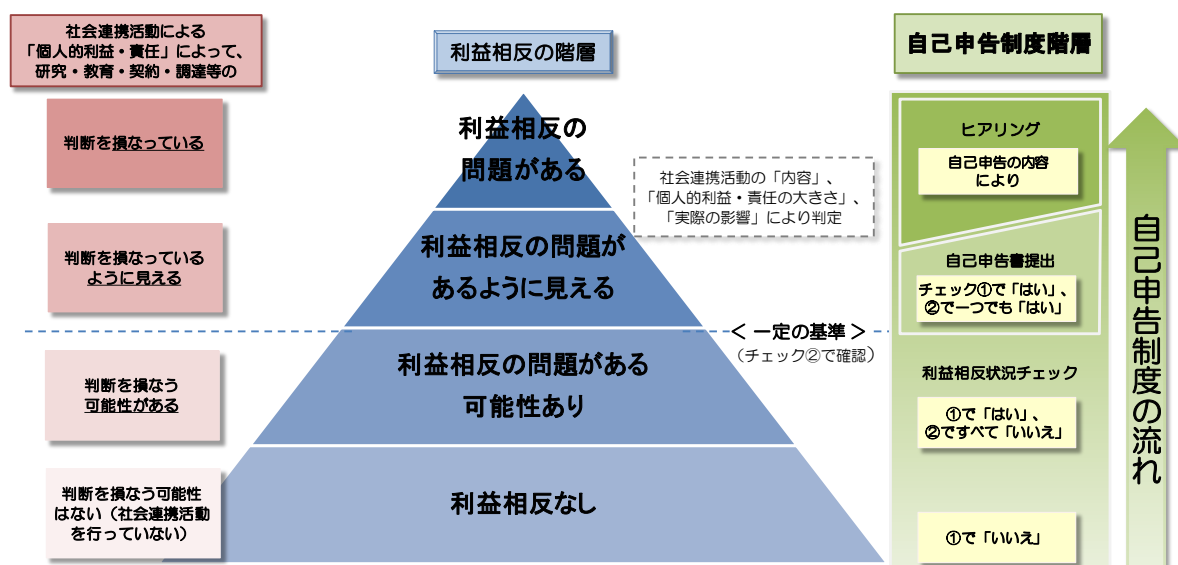 社会連携活動による
「個人的利益・責任」によって、
研究・教育・契約・調達等の
判断を損なっている
判断を損なっている
ように見える
判断を損なう
可能性がある
判断を損なう可能性
はない（社会連携活動
を行っていない）
利益相反の階層
利益相反の
問題がある
利益相反の問題が
あるように見える
利益相反の問題がある
可能性あり
利益相反なし
社会連携活動の「内容」、
「個人的利益・責任の大きさ」、
「実際の影響」により判定
＜ 一定の基準 ＞
（チェック②で確認）
自己申告制度階層
ヒアリング
自己申告の内容
により
自己申告書提出
チェック①で「はい」、
②で一つでも「はい」
利益相反状況チェック
①で「はい」、
②ですべて「いいえ」
①で「いいえ」
自己申告制度の流れ